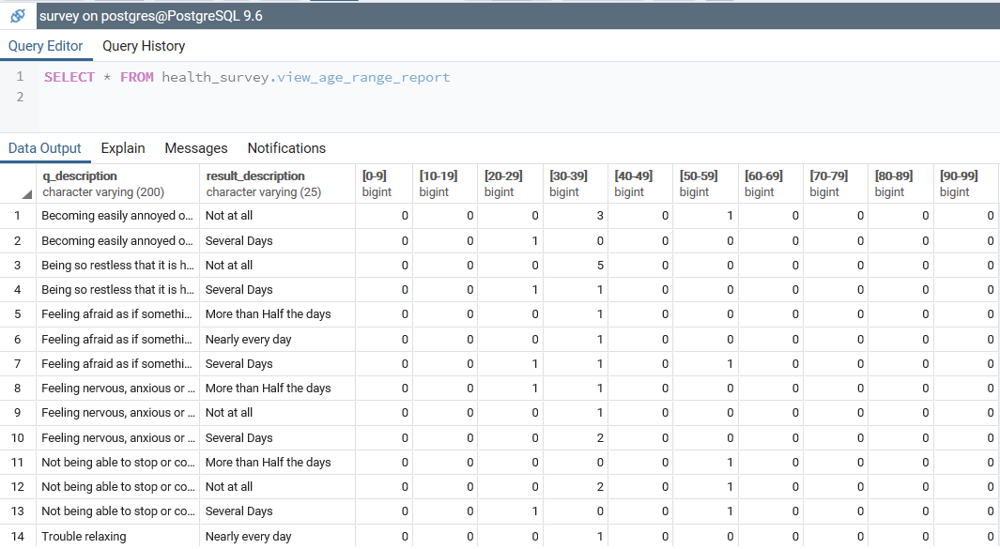 survey on postgres@PostgreSQL 9.6
Query Editor Query History
1 SELECT * FROM health_survey.view_age_range_report
2
Data Output Explain Messages Notifications
q_description result_description [0-9] [10-19] [20-29] [30-39] [40-49] [50-59] [60-69] [70-79] [80-89] [90-99]
character varying (200) character varying (25) bigint bigint bigint bigint bigint bigint bigint bigint bigint bigint
1 Becoming easily annoyed o... Not at all 0 0 0 3 0 1 0 0 0 0
2 Becoming easily annoyed o... Several Days 0 0 1 0 0 0 0 0 0 0
3 Being so restless that it is h... Not at all 0 0 0 5 0 0 0 0 0 0
4 Being so restless that it is h... Several Days 0 0 1 1 0 0 0 0 0 0
5 Feeling afraid as if somethi... More than Half the days 0 0 0 1 0 0 0 0 0 0
6 Feeling afraid as if somethi... Nearly every day 0 0 0 1 0 0 0 0 0 0
7 Feeling afraid as if somethi... Several Days 0 0 1 1 0 1 0 0 0 0
8 Feeling nervous, anxious or ... More than Half the days 0 0 1 1 0 0 0 0 0 0
9 Feeling nervous, anxious or ... Not at all 0 0 0 1 0 0 0 0 0 0
10 Feeling nervous, anxious or ... Several Days 0 0 0 2 0 0 0 0 0 0
11 Not being able to stop or co... More than Half the days 0 0 0 0 0 1 0 0 0 0
12 Not being able to stop or co... Not at all 0 0 0 2 0 1 0 0 0 0
13 Not being able to stop or co... Several Days 0 0 1 0 0 1 0 0 0 0
14 Trouble relaxing Nearly every day 0 0 0 1 0 0 0 0 0 0